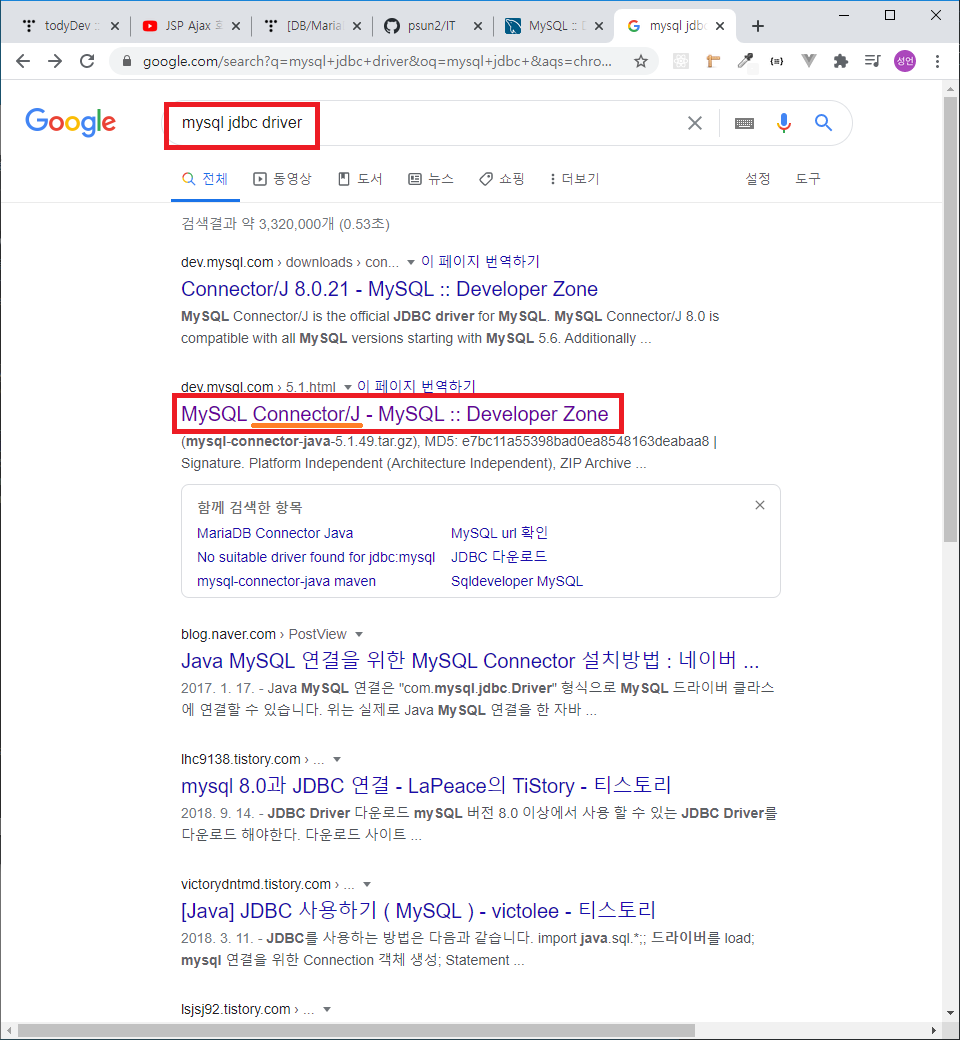 todyDev ::
JSP Ajax 회
[DB/Maria
psun2/IT
MySQL :: D
mysql jdbc
google.com/search?q=mysql+jdbc+driver&oq=mysql+jdbc+&aqs=chro...
성언
Google
mysql jdbc driver
전체
동영상
도서
뉴스
쇼핑
더보기
설정
도구
검색결과 약 3,320,000개 (0.53초)
dev.mysql.com › downloads › con... 이 페이지 번역하기
Connector/J 8.0.21 - MySQL :: Developer Zone
MySQL Connector/J is the official JDBC driver for MySQL. MySQL Connector/J 8.0 is
compatible with all MySQL versions starting with MySQL 5.6. Additionally ...
dev.mysql.com › 5.1.html 이 페이지 번역하기
MySQL Connector/J - MySQL :: Developer Zone
(mysql-connector-java-5.1.49.tar.gz), MD5: e7bc11a55398bad0ea8548163deabaa8 |
Signature. Platform Independent (Architecture Independent), ZIP Archive ...
함께 검색한 항목
MariaDB Connector Java
MySQL url 확인
No suitable driver found for jdbc:mysql
JDBC 다운로드
mysql-connector-java maven
Sqldeveloper MySQL
blog.naver.com › PostView
Java MySQL 연결을 위한 MySQL Connector 설치방법 : 네이버 ...
2017. 1. 17. - Java MySQL 연결은 "com.mysql.jdbc.Driver" 형식으로 MySQL 드라이버 클라스
에 연결할 수 있습니다. 위는 실제로 Java MySQL 연결을 한 자바 ...
lhc9138.tistory.com › ...
mysql 8.0과 JDBC 연결 - LaPeace의 TiStory - 티스토리
2018. 9. 14. - JDBC Driver 다운로드 mySQL 버전 8.0 이상에서 사용 할 수 있는 JDBC Driver를
다운로드 해야한다. 다운로드 사이트 ...
victorydntmd.tistory.com › ...
[Java] JDBC 사용하기 ( MySQL ) - victolee - 티스토리
2018. 3. 11. - JDBC를 사용하는 방법은 다음과 같습니다. import java.sql.*;; 드라이버를 load;
mysql 연결을 위한 Connection 객체 생성; Statement ...
lsjsj92.tistory.com › ...